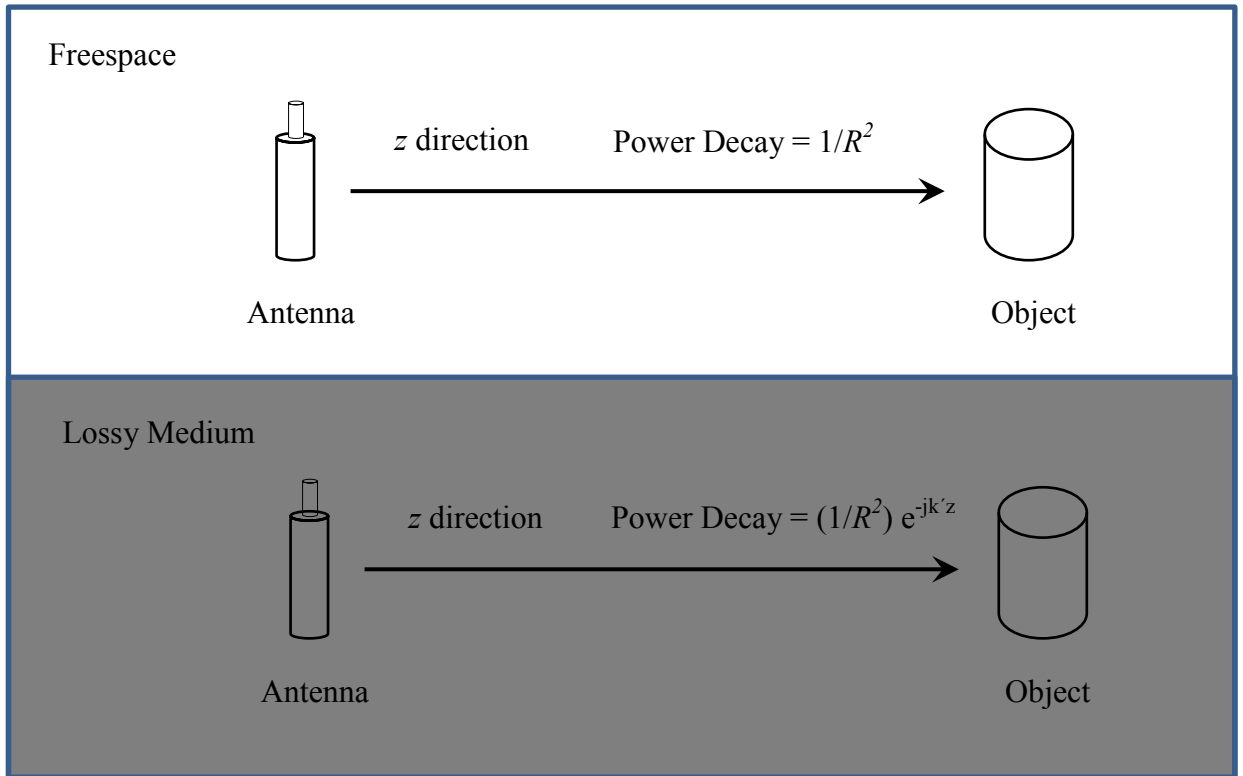 Freespace
z direction Power Decay = 1/R²
Antenna Object
Lossy Medium
z direction Power Decay = (1/R²) e^-jk´z
Antenna Object